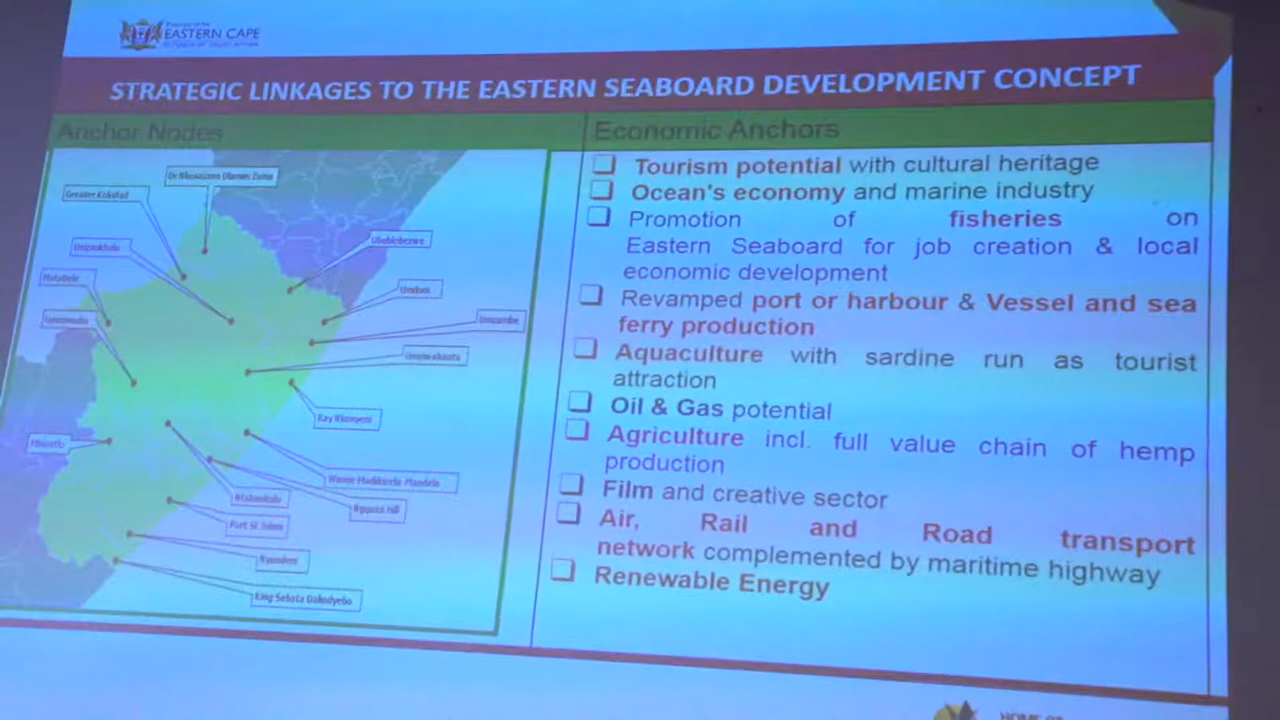 EASTERN CAPE
STRATEGIC LINKAGES TO THE EASTERN SEABOARD DEVELOPMENT CONCEPT
Anchor Nodes
Economic Anchors
Dr Nkosazana Dlamini Zuma
Greater Kokstad
Umzimkhulu
Ubuhlebezwe
Matatiele
Umdoni
Umzumbe
Umzimvubu
Umuziwabantu
Ray Nkonyeni
Mhlontlo
Winnie Madikizela Mandela
Ntabankulu
Ngquza Hill
Port St Johns
Nyandeni
King Sabata Dalindyebo
Tourism potential with cultural heritage
Ocean's economy and marine industry
Promotion of fisheries on
Eastern Seaboard for job creation & local
economic development
Revamped port or harbour & Vessel and sea
ferry production
Aquaculture with sardine run as tourist
attraction
Oil & Gas potential
Agriculture incl. full value chain of hemp
production
Film and creative sector
Air, Rail and Road transport
network complemented by maritime highway
Renewable Energy